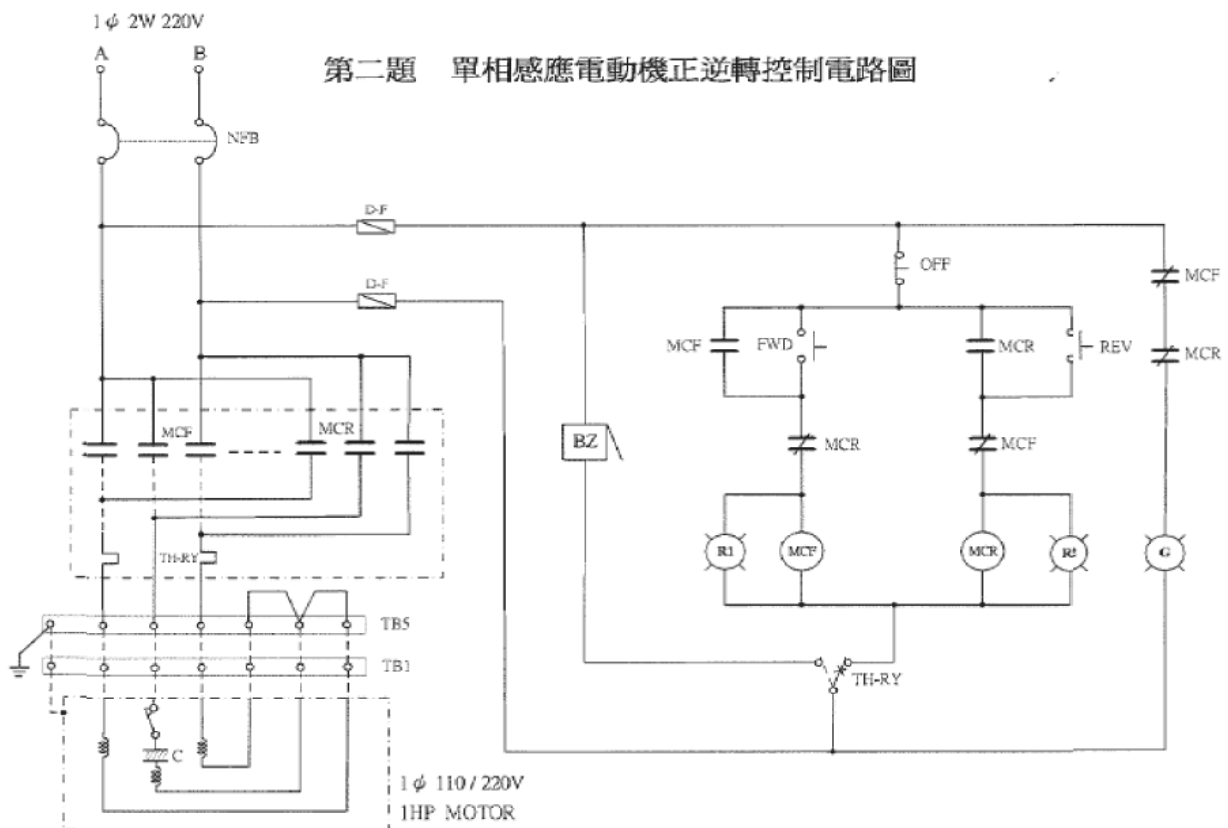 1ϕ 2W 220V
A B
第二題 單相感應電動機正逆轉控制電路圖
NFB
D-F
D-F
OFF
MCF
MCF FWD MCR REV
MCR
MCF MCR
BZ
MCR MCF
TH-RY
R1 MCF MCR G
TB5
TB1
TH-RY
C
1ϕ 110 / 220V
1HP MOTOR